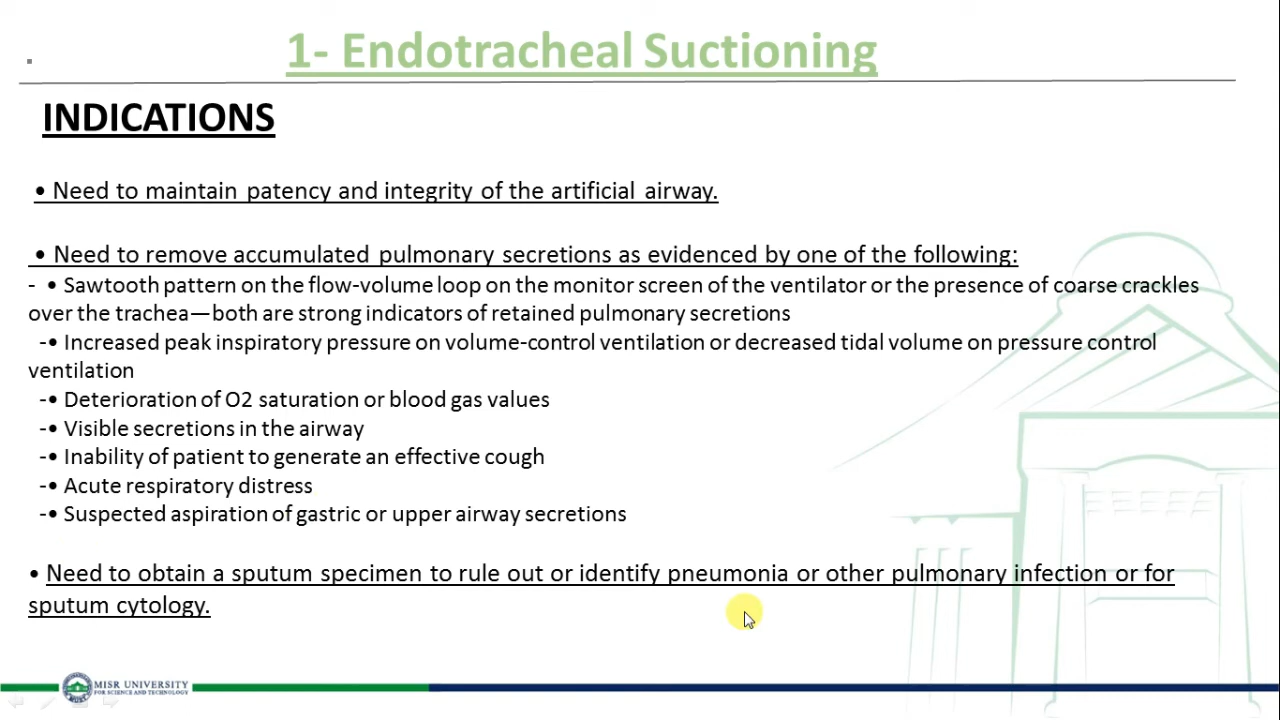 1- Endotracheal Suctioning
INDICATIONS
• Need to maintain patency and integrity of the artificial airway.
• Need to remove accumulated pulmonary secretions as evidenced by one of the following:
- • Sawtooth pattern on the flow-volume loop on the monitor screen of the ventilator or the presence of coarse crackles
over the trachea—both are strong indicators of retained pulmonary secretions
-• Increased peak inspiratory pressure on volume-control ventilation or decreased tidal volume on pressure control
ventilation
-• Deterioration of O2 saturation or blood gas values
-• Visible secretions in the airway
-• Inability of patient to generate an effective cough
-• Acute respiratory distress
-• Suspected aspiration of gastric or upper airway secretions
• Need to obtain a sputum specimen to rule out or identify pneumonia or other pulmonary infection or for
sputum cytology.
MISR UNIVERSITY
FOR SCIENCE AND TECHNOLOGY